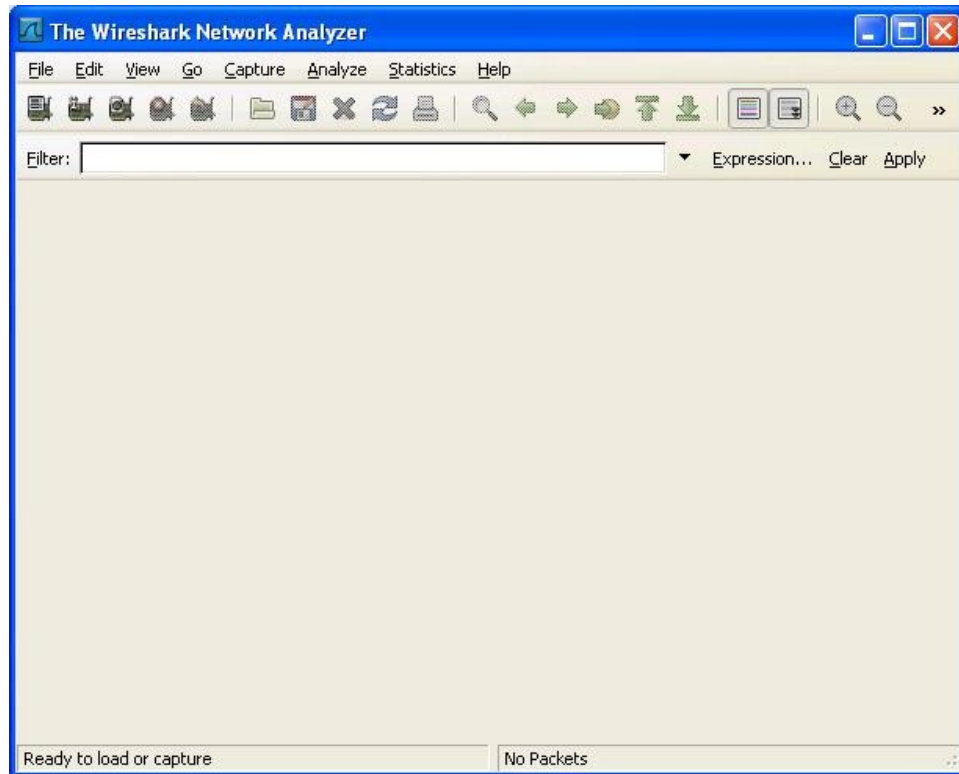 The Wireshark Network Analyzer
File Edit View Go Capture Analyze Statistics Help
Filter: Expression... Clear Apply
Ready to load or capture No Packets